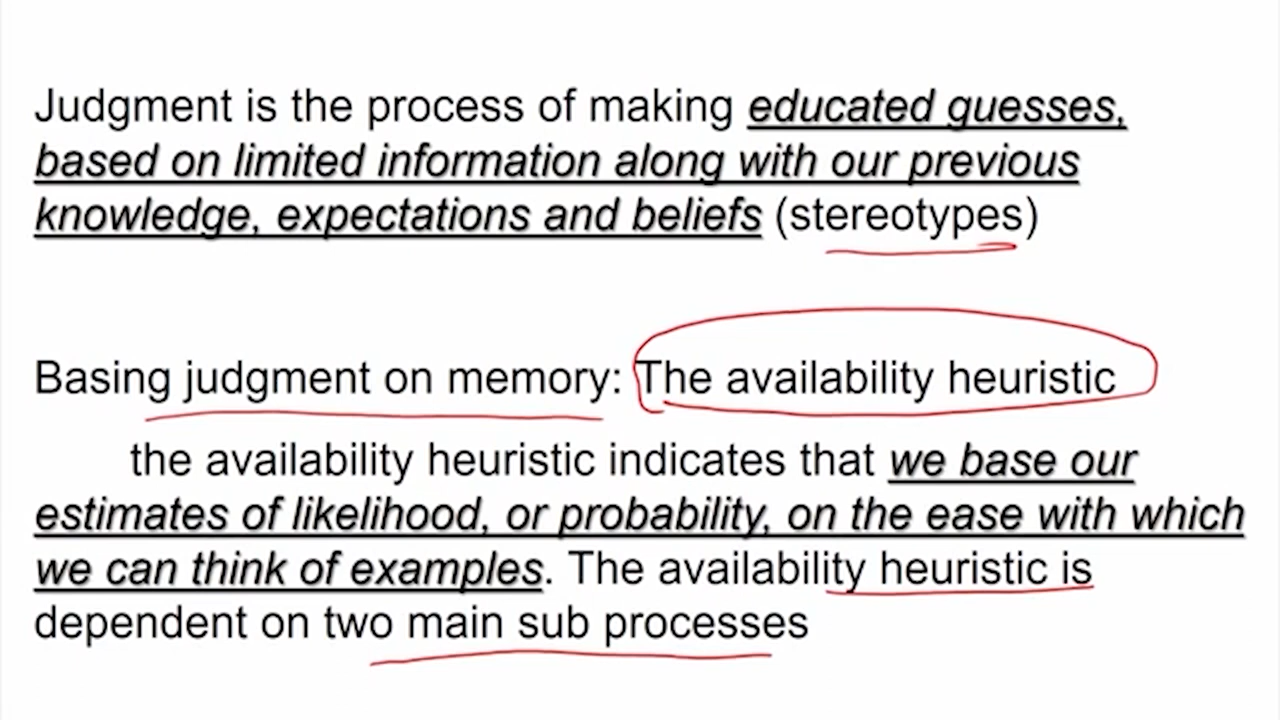 Judgment is the process of making educated guesses,
based on limited information along with our previous
knowledge, expectations and beliefs (stereotypes)
Basing judgment on memory: The availability heuristic
the availability heuristic indicates that we base our
estimates of likelihood, or probability, on the ease with which
we can think of examples. The availability heuristic is
dependent on two main sub processes